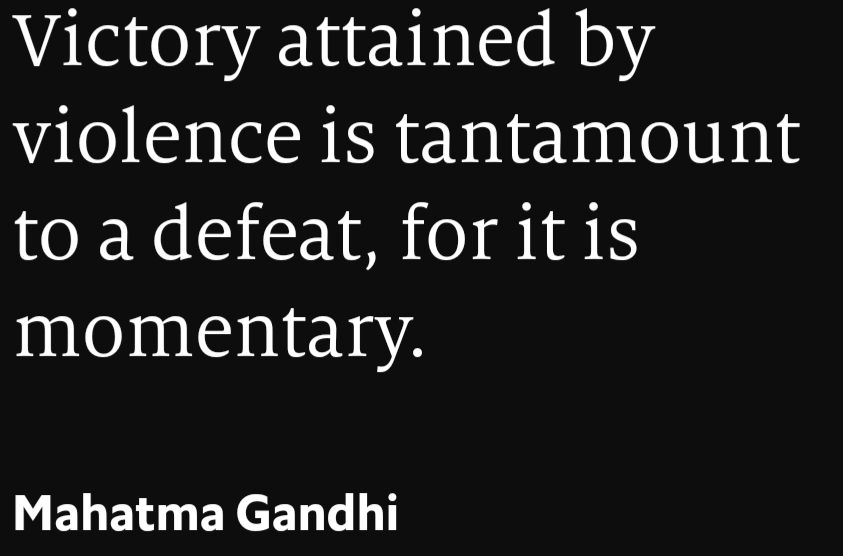 Victory attained by
violence is tantamount
to a defeat, for it is
momentary.
Mahatma Gandhi